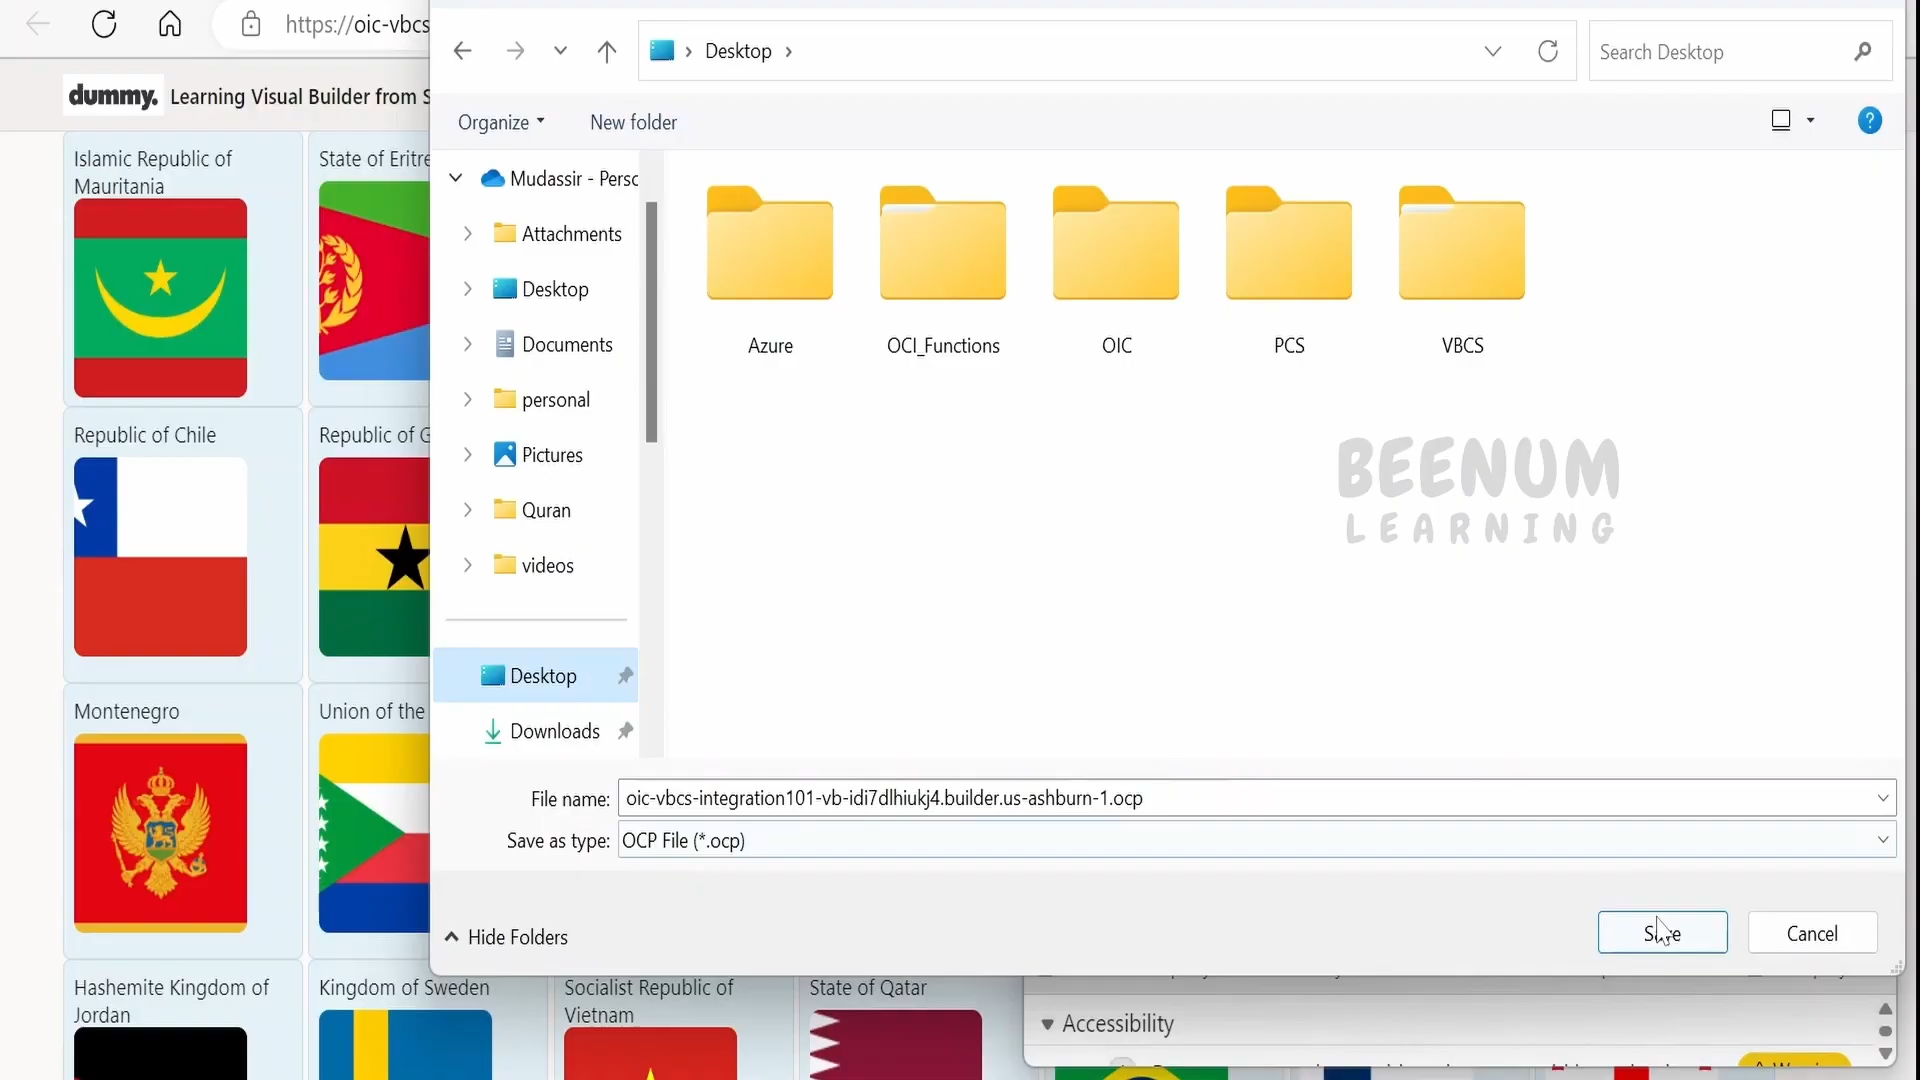 https://oic-vbcs
Desktop
Search Desktop
dummy.
Learning Visual Builder from S
Organize
New folder
?
Islamic Republic of
Mauritania
State of Eritre
Mudassir - Perso
Attachments
Desktop
Documents
personal
Pictures
Quran
videos
Desktop
Downloads
Azure
OCI_Functions
OIC
PCS
VBCS
BEENUM
LEARNING
Republic of Chile
Republic of G
Montenegro
Union of the
File name:
oic-vbcs-integration101-vb-idi7dlhiukj4.builder.us-ashburn-1.ocp
Save as type:
OCP File (*.ocp)
Hide Folders
Save
Cancel
Hashemite Kingdom of
Jordan
Kingdom of Sweden
Socialist Republic of
Vietnam
State of Qatar
Accessibility